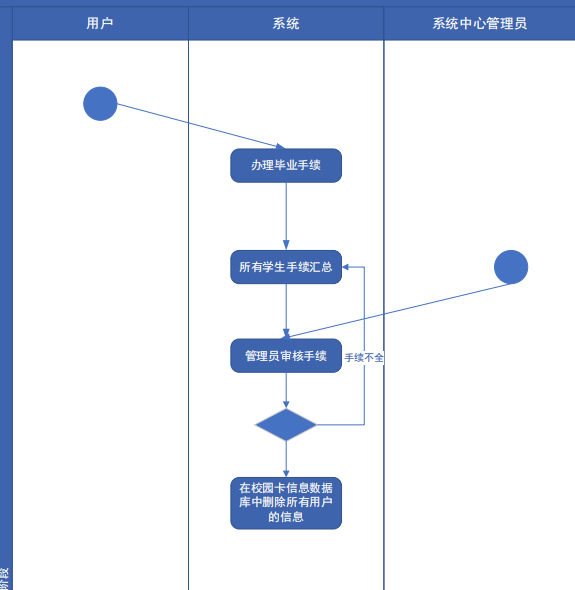 用户
系统
系统中心管理员
办理毕业手续
所有学生手续汇总
管理员审核手续
手续不全
在校园卡信息数据
库中删除所有用户
的信息
阶段